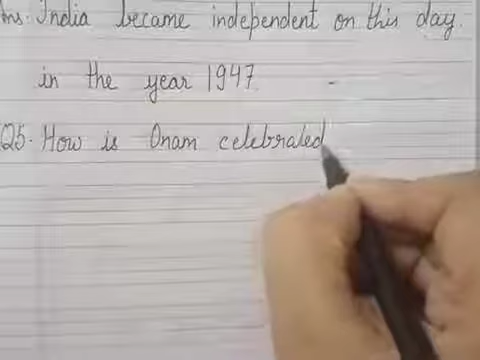 Ans. India became independent on this day
in the year 1947.
Q5. How is Onam celebrated